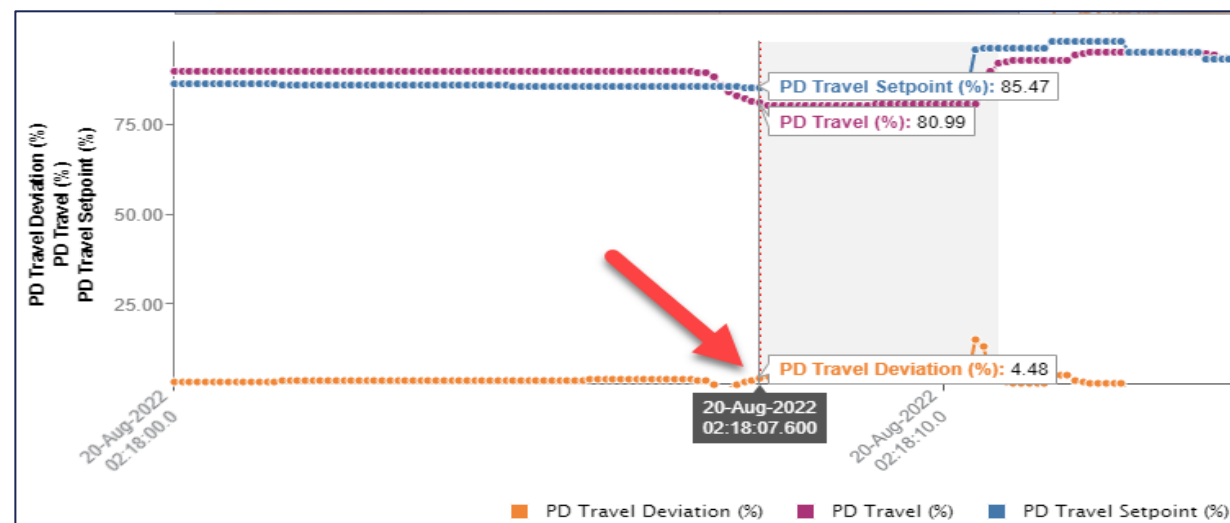 PD Travel Deviation (%)
PD Travel (%)
PD Travel Setpoint (%)
75.00
50.00
25.00
PD Travel Setpoint (%): 85.47
PD Travel (%): 80.99
PD Travel Deviation (%): 4.48
20-Aug-2022
02:18:00.0
20-Aug-2022
02:18:07.600
20-Aug-2022
02:18:10.0
PD Travel Deviation (%) PD Travel (%) PD Travel Setpoint (%)